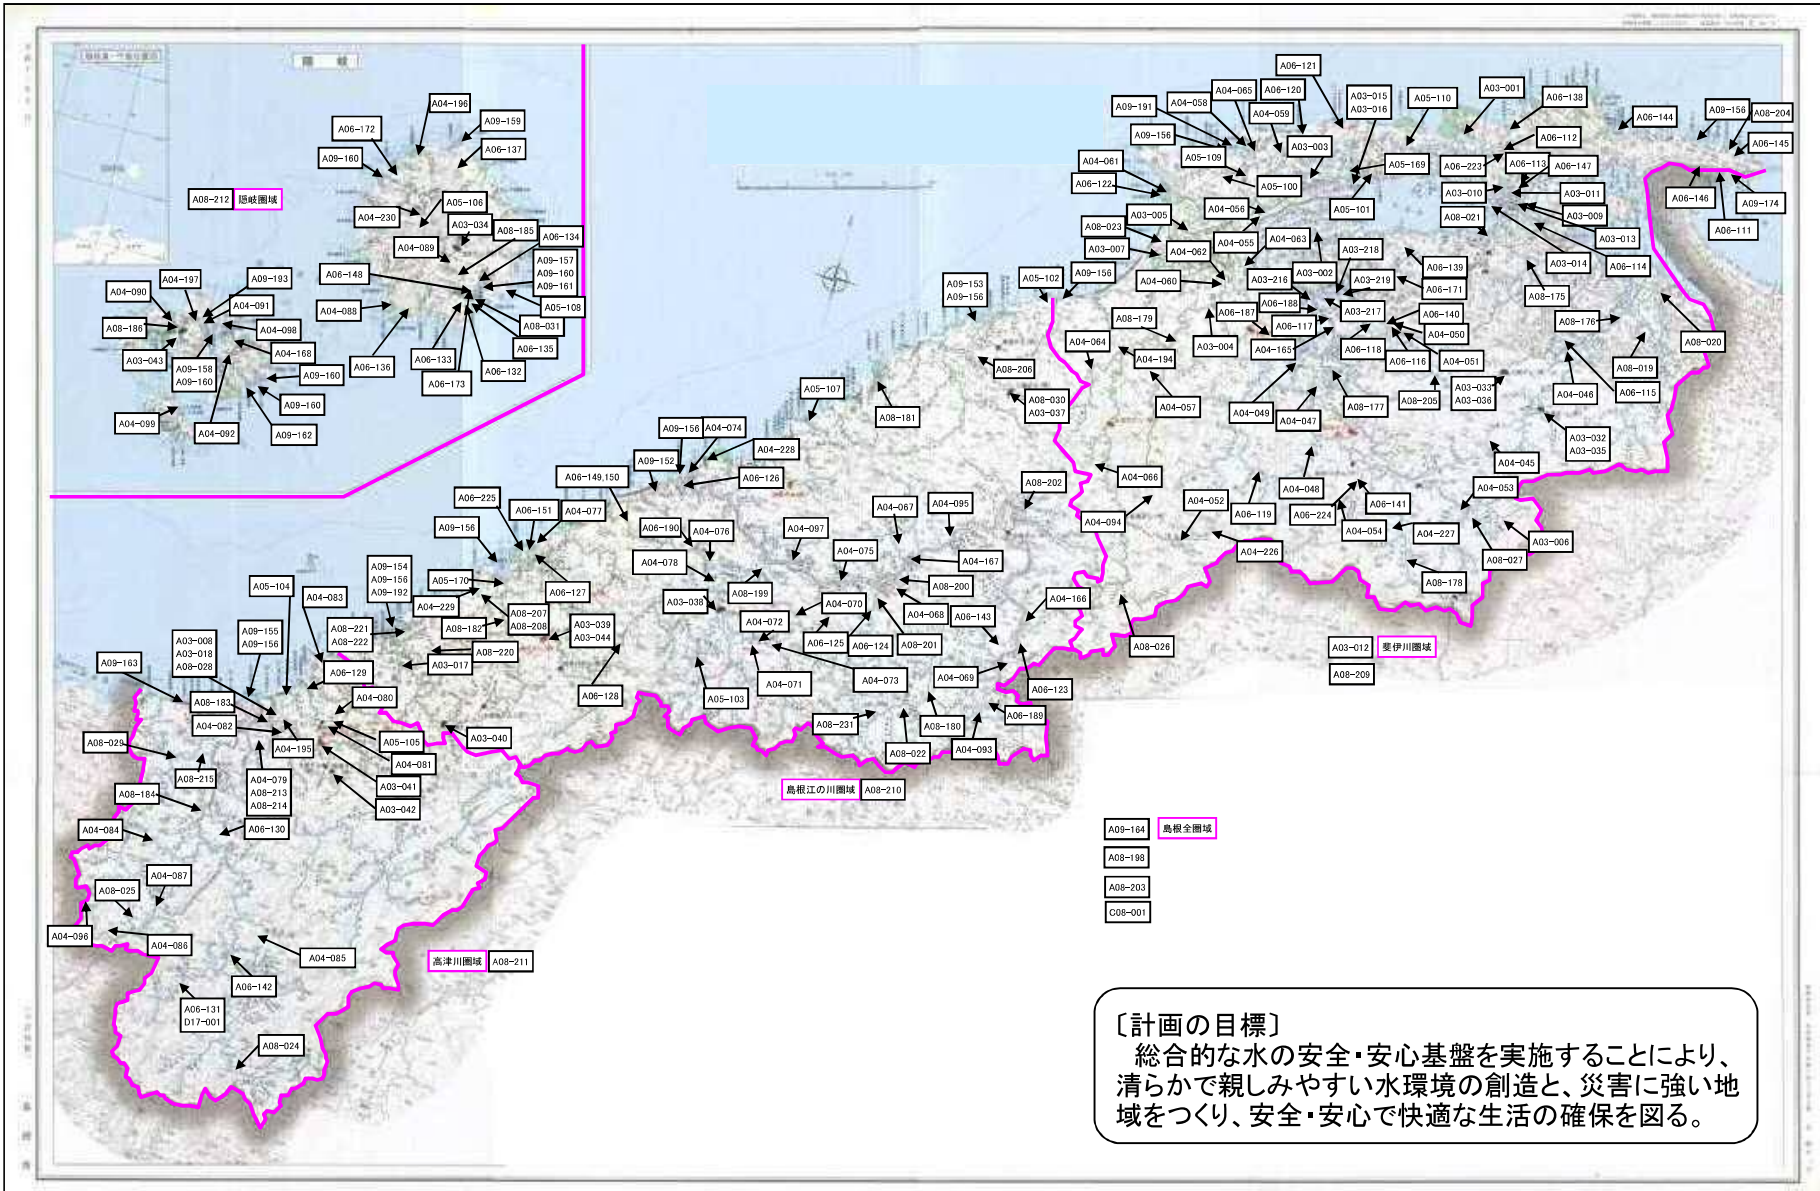 隠岐
A04-196
A06-172
A09-159
A09-160
A06-137
A08-212 隠岐圏域
A05-106
A04-230
A03-034
A08-185
A06-134
A04-089
A09-157
A09-160
A09-161
A06-148
A05-108
A04-088
A08-031
A06-135
A06-136
A06-133
A06-132
A06-173
A04-197
A09-193
A04-090
A04-091
A08-186
A04-098
A03-043
A04-168
A09-158
A09-160
A09-160
A09-160
A04-099
A04-092
A09-162
A06-121
A04-065
A06-120
A03-015
A03-016
A05-110
A03-001
A06-138
A09-191
A04-058
A04-059
A09-156
A06-144
A09-156
A08-204
A03-003
A06-112
A06-145
A04-061
A05-109
A05-169
A06-223
A06-113
A06-147
A06-122
A05-100
A03-010
A03-011
A06-146
A09-174
A03-005
A04-056
A05-101
A08-021
A03-009
A06-111
A08-023
A04-055
A04-063
A03-013
A03-007
A04-062
A03-218
A03-014
A06-114
A06-139
A03-216
A03-002
A03-219
A06-171
A05-102
A09-156
A04-060
A09-153
A09-156
A08-175
A06-188
A03-217
A06-140
A06-187
A06-117
A04-050
A08-176
A08-179
A03-004
A04-165
A06-118
A06-116
A04-051
A08-020
A04-064
A04-194
A08-206
A08-019
A08-205
A03-033
A03-036
A04-046
A06-115
A05-107
A08-181
A08-030
A03-037
A04-057
A04-049
A04-047
A08-177
A03-032
A03-035
A09-156
A04-074
A04-228
A09-152
A04-045
A06-149,150
A06-126
A08-202
A04-066
A04-048
A04-053
A06-225
A06-151
A04-077
A04-067
A04-095
A04-052
A06-119
A06-224
A06-141
A09-156
A06-190
A04-076
A04-097
A04-094
A04-054
A04-227
A03-006
A04-075
A04-226
A08-027
A04-078
A04-167
A09-154
A09-156
A09-192
A05-170
A08-178
A05-104
A04-083
A06-127
A08-199
A08-200
A04-229
A03-038
A04-070
A04-068
A06-143
A04-166
A08-207
A08-208
A04-072
A08-182
A03-039
A03-044
A08-221
A08-222
A09-155
A09-156
A03-008
A03-018
A08-028
A06-125
A06-124
A08-201
A08-026
A03-012 斐伊川圏域
A08-209
A09-163
A08-220
A03-017
A06-129
A04-069
A04-071
A04-073
A06-123
A06-128
A05-103
A04-080
A08-183
A04-082
A06-189
A08-231
A08-180
A08-029
A04-195
A05-105
A03-040
A08-022
A04-093
A04-081
A08-215
A04-079
A08-213
A08-214
A03-041
島根江の川圏域 A08-210
A08-184
A03-042
A04-084
A06-130
A09-164 島根全圏域
A08-198
A04-087
A08-025
A08-203
C08-001
A04-096
A04-086
A04-085
高津川圏域 A08-211
A06-142
A06-131
D17-001
A08-024
〔計画の目標〕
総合的な水の安全・安心基盤を実施することにより、
清らかで親しみやすい水環境の創造と、災害に強い地
域をつくり、安全・安心で快適な生活の確保を図る。